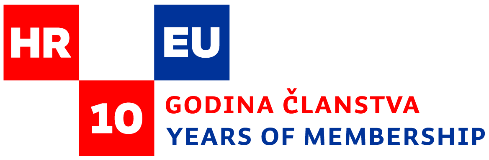 HR EU
10 GODINA ČLANSTVA
YEARS OF MEMBERSHIP